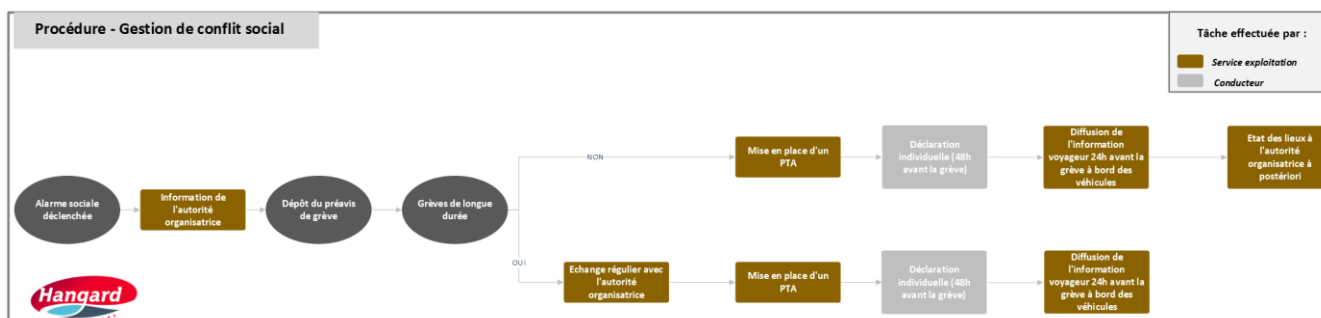 Procédure - Gestion de conflit social
Tâche effectuée par :
Service exploitation
Conducteur
Alarme sociale
déclenchée
Information de
l'autorité
organisatrice
Dépôt du préavis
de grève
Grèves de longue
durée
NON
Mise en place d'un
PTA
Déclaration
individuelle (48h
avant la grève)
Diffusion de
l'information
voyageur 24h avant
la grève à bord des
véhicules
Etat des lieux à
l'autorité
organisatrice à
postériori
OUI
Echange régulier avec
l'autorité
organisatrice
Mise en place d'un
PTA
Déclaration
individuelle (48h
avant la grève)
Diffusion de
l'information
voyageur 24h avant la
grève à bord des
véhicules
Hangard